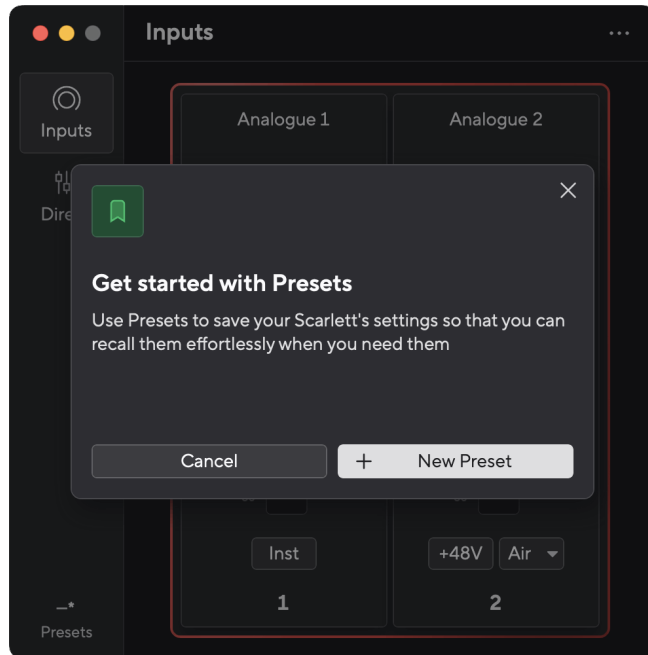 Inputs
...
Inputs
Analogue 1
Analogue 2
Get started with Presets
Use Presets to save your Scarlett's settings so that you can
recall them effortlessly when you need them
Cancel
+ New Preset
Inst
+48V
Air
1
2
–*
Presets